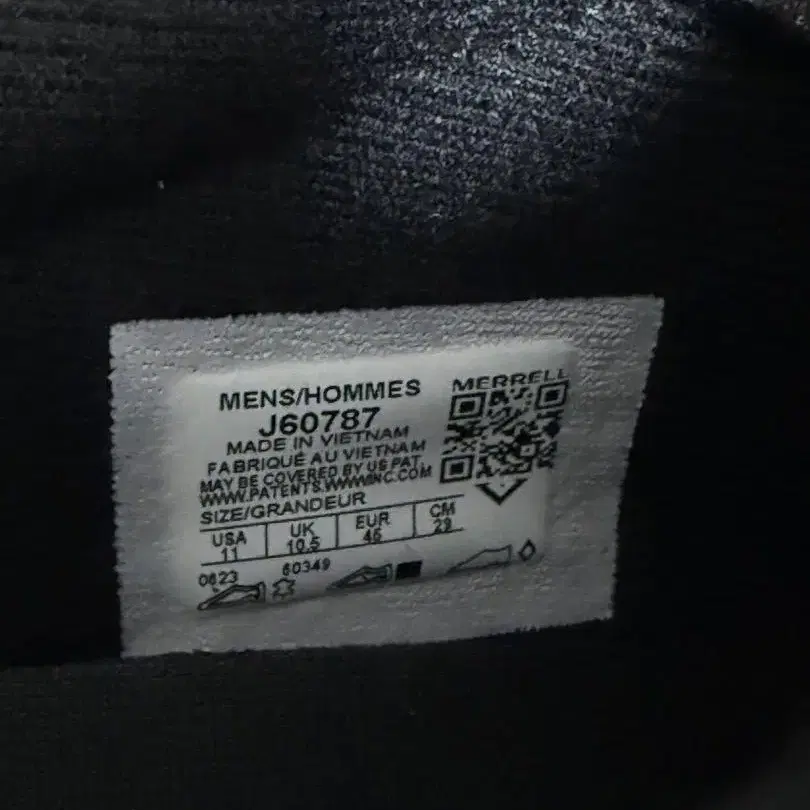 MENS/HOMMES
MERRELL
J60787
MADE IN VIETNAM
FABRIQUÉ AU VIETNAM
MAY BE COVERED BY US PAT.
WWW.PATENTS.WWWINC.COM
SIZE/GRANDEUR
USA UK EUR CM
11 10.5 45 29
0623 60349